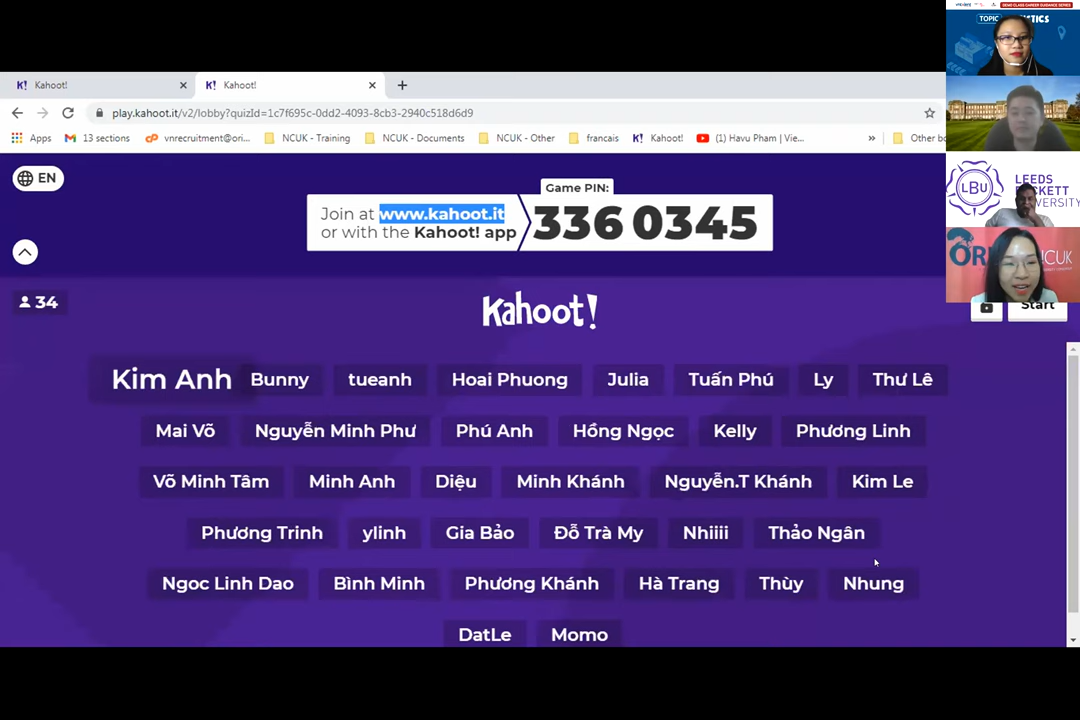 DEMO CLASS CAREER GUIDANCE SERIES
TOPIC
Kahoot!
Kahoot!
play.kahoot.it/v2/lobby?quizId=1c7f695c-0dd2-4093-8cb3-2940c518d6d9
Apps 13 sections vnrecruitment@ori... NCUK - Training NCUK - Documents NCUK - Other francais Kahoot! (1) Havu Pham | Vie... » Other bo
EN
Game PIN:
Join at www.kahoot.it
or with the Kahoot! app
336 0345
LBU
LEEDS
34
Kahoot!
Start
Kim Anh Bunny tueanh Hoai Phuong Julia Tuấn Phú Ly Thư Lê
Mai Võ Nguyễn Minh Phư Phú Anh Hồng Ngọc Kelly Phương Linh
Võ Minh Tâm Minh Anh Diệu Minh Khánh Nguyễn.T Khánh Kim Le
Phương Trinh ylinh Gia Bảo Đỗ Trà My Nhiiii Thảo Ngân
Ngoc Linh Dao Bình Minh Phương Khánh Hà Trang Thùy Nhung
DatLe Momo